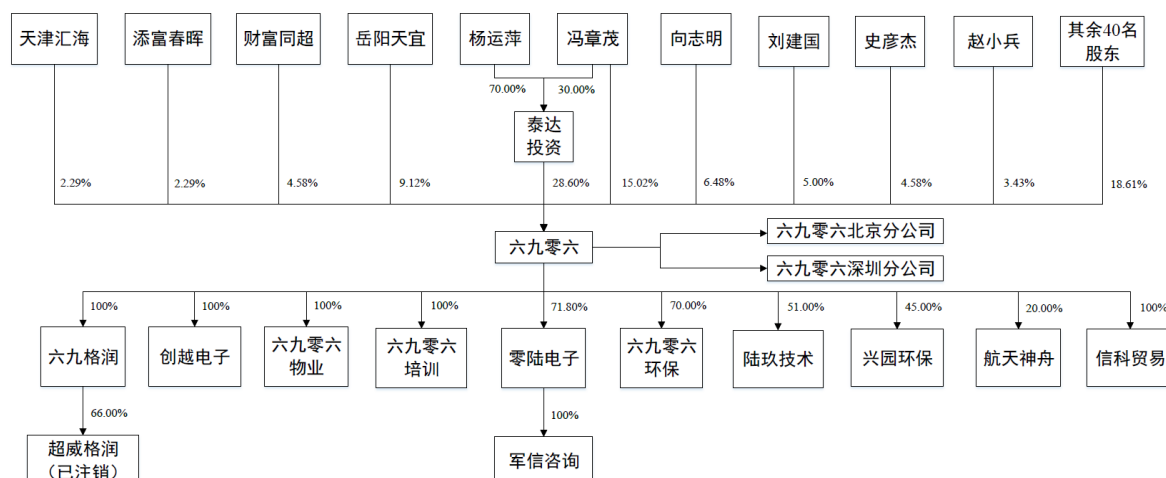 天津汇海
添富春晖
财富同超
岳阳天宜
杨运萍
冯章茂
向志明
刘建国
史彦杰
赵小兵
其余40名
股东
70.00%
30.00%
泰达
投资
2.29%
2.29%
4.58%
9.12%
28.60%
15.02%
6.48%
5.00%
4.58%
3.43%
18.61%
六九零六
六九零六北京分公司
六九零六深圳分公司
100%
100%
100%
100%
71.80%
70.00%
51.00%
45.00%
20.00%
100%
六九格润
创越电子
六九零六
物业
六九零六
培训
零陆电子
六九零六
环保
陆玖技术
兴园环保
航天神舟
信科贸易
66.00%
100%
超威格润
（已注销）
军信咨询